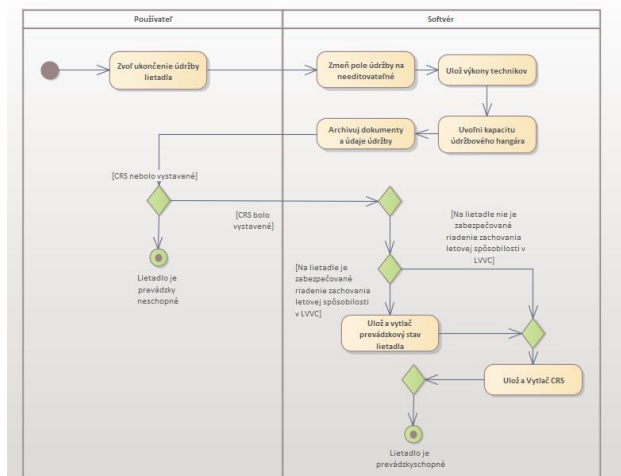 Používateľ
Softvér
Zvoľ ukončenie údržby
lietadla
Zmeň pole údržby na
needitovateľné
Ulož výkony technikov
Archivuj dokumenty
a údaje údržby
Uvoľni kapacitu
údržbového hangára
[CRS nebolo vystavené]
[CRS bolo
vystavené]
[Na lietadle nie je
zabezpečované
riadenie zachovania
letovej spôsobilosti v
LVVC]
[Na lietadle je
zabezpečované
riadenie zachovania
letovej spôsobilosti
v LVVC]
Lietadlo je
prevádzky
neschopné
Ulož a vytlač
prevádzkový stav
lietadla
Ulož a Vytlač CRS
Lietadlo je
prevádzkyschopné